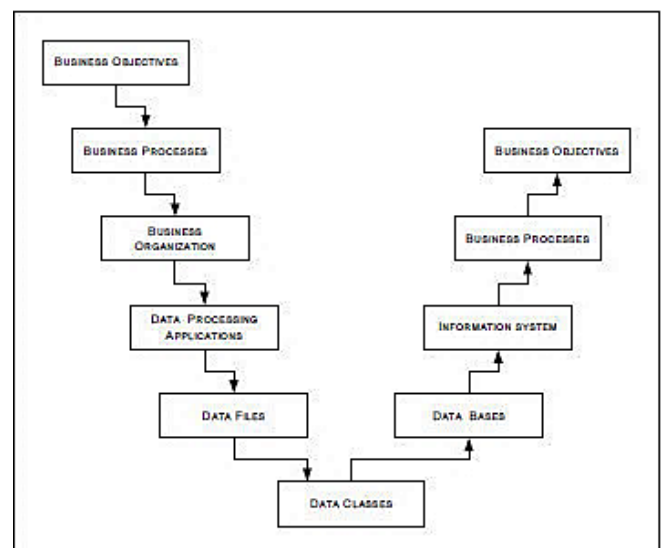 BUSINESS OBJECTIVES
BUSINESS PROCESSES
BUSINESS
ORGANIZATION
DATA PROCESSING
APPLICATIONS
DATA FILES
DATA CLASSES
DATA BASES
INFORMATION SYSTEM
BUSINESS PROCESSES
BUSINESS OBJECTIVES